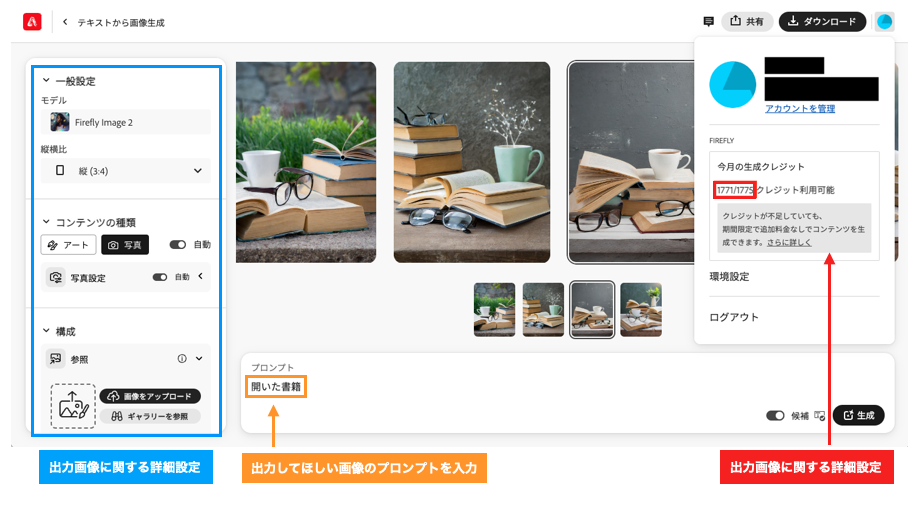 テキストから画像生成
共有
ダウンロード
一般設定
モデル
Firefly Image 2
縦横比
縦 (3:4)
コンテンツの種類
アート
写真
自動
写真設定
自動
構成
参照
画像をアップロード
ギャラリーを参照
プロンプト
開いた書籍
候補
生成
アカウントを管理
FIREFLY
今月の生成クレジット
1771/1775 クレジット利用可能
クレジットが不足していても、
期間限定で追加料金なしでコンテンツを生
成できます。さらに詳しく
環境設定
ログアウト
出力画像に関する詳細設定
出力してほしい画像のプロンプトを入力
出力画像に関する詳細設定